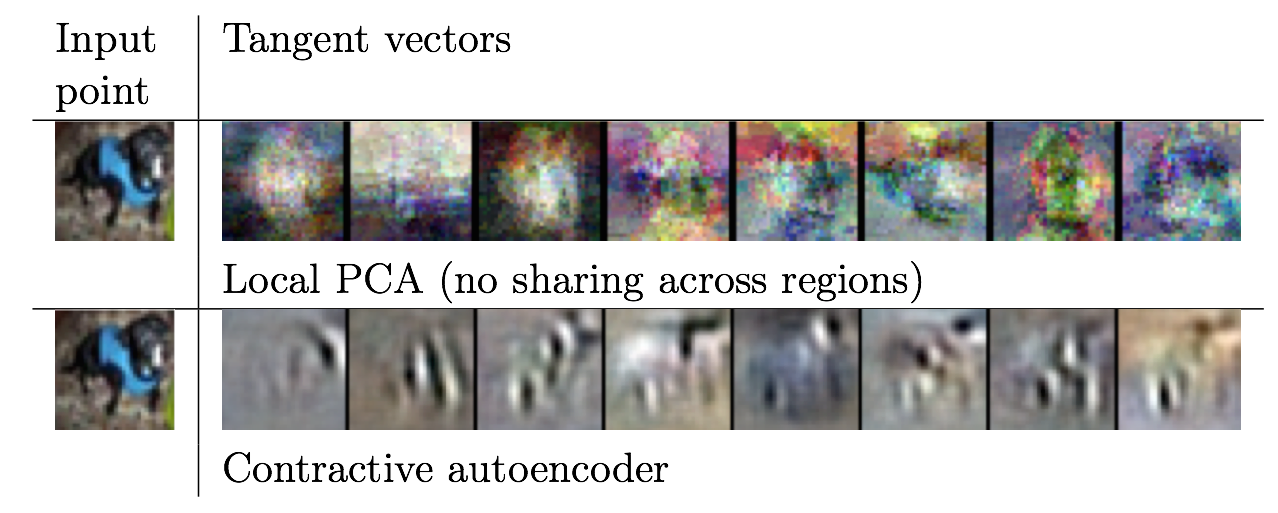 Input
point
Tangent vectors
Local PCA (no sharing across regions)
Contractive autoencoder